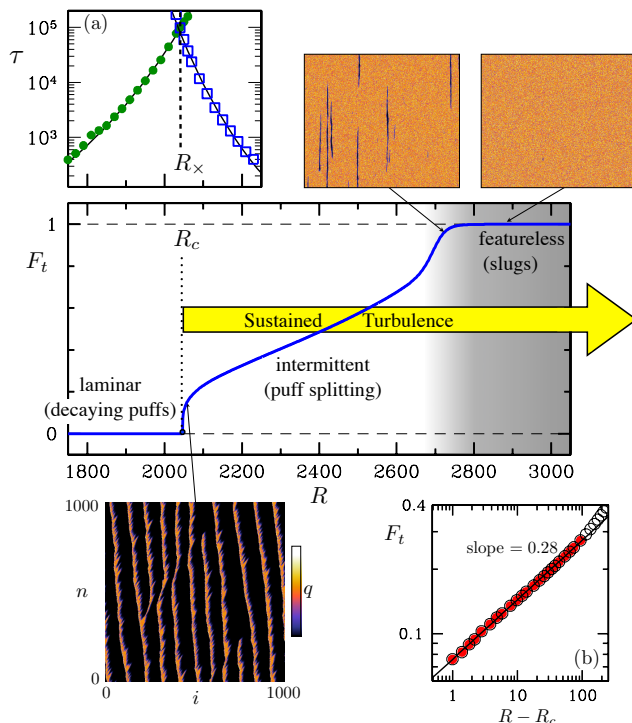 (a)
τ
10⁵
10⁴
10³
R×
1
F_t
0
R_c
featureless
(slugs)
Sustained Turbulence
intermittent
(puff splitting)
laminar
(decaying puffs)
1800 2000 2200 2400 2600 2800 3000
R
1000
n
0
0 i 1000
q
0.4
F_t
0.1
slope = 0.28
(b)
1 10 100
R − R_c